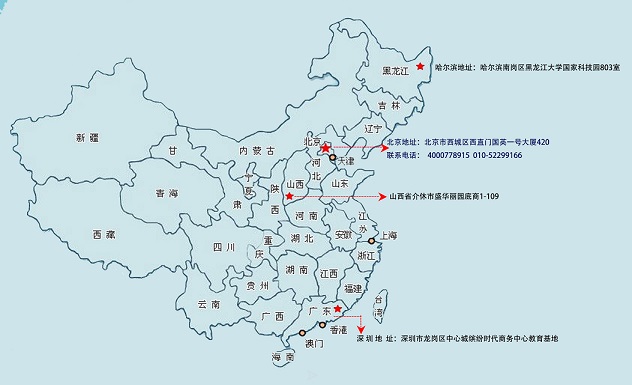 黑龙江
哈尔滨地址：哈尔滨南岗区黑龙江大学国家科技园803室
吉林
辽宁
新疆
甘
内蒙古
北京
北京地址：北京市西城区西直门国英一号大厦420
联系电话： 4000778915 010-52299166
天津
河
北
宁
夏
肃
陕
西
山西
山东
青海
山西省介休市盛华丽园底商1-109
河南
江
苏
西藏
安徽
上海
四川
重
庆
湖北
浙江
湖南
江西
贵州
福建
云南
广西
广东
台
湾
香港
澳门
深圳地址：深圳市龙岗区中心城缤纷时代商务中心教育基地
海南